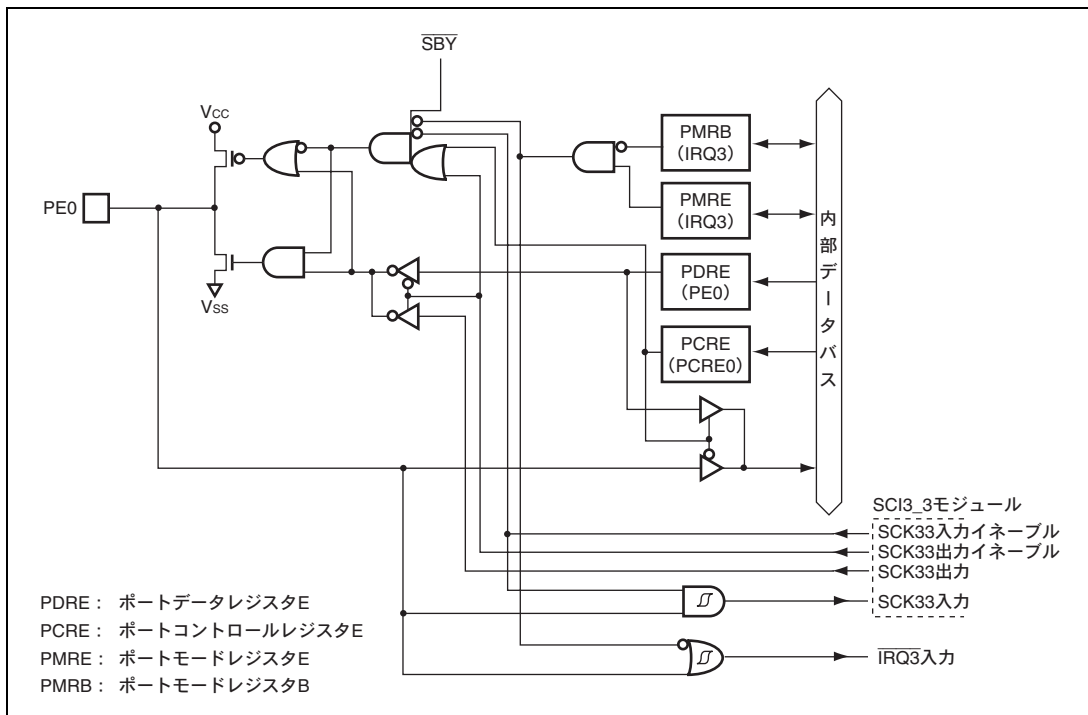 SBY
VCC
PE0
VSS
PMRB
(IRQ3)
PMRE
(IRQ3)
PDRE
(PE0)
PCRE
(PCRE0)
内部データバス
SCI3_3モジュール
SCK33入力イネーブル
SCK33出力イネーブル
SCK33出力
SCK33入力
IRQ3入力
PDRE： ポートデータレジスタE
PCRE： ポートコントロールレジスタE
PMRE： ポートモードレジスタE
PMRB： ポートモードレジスタB